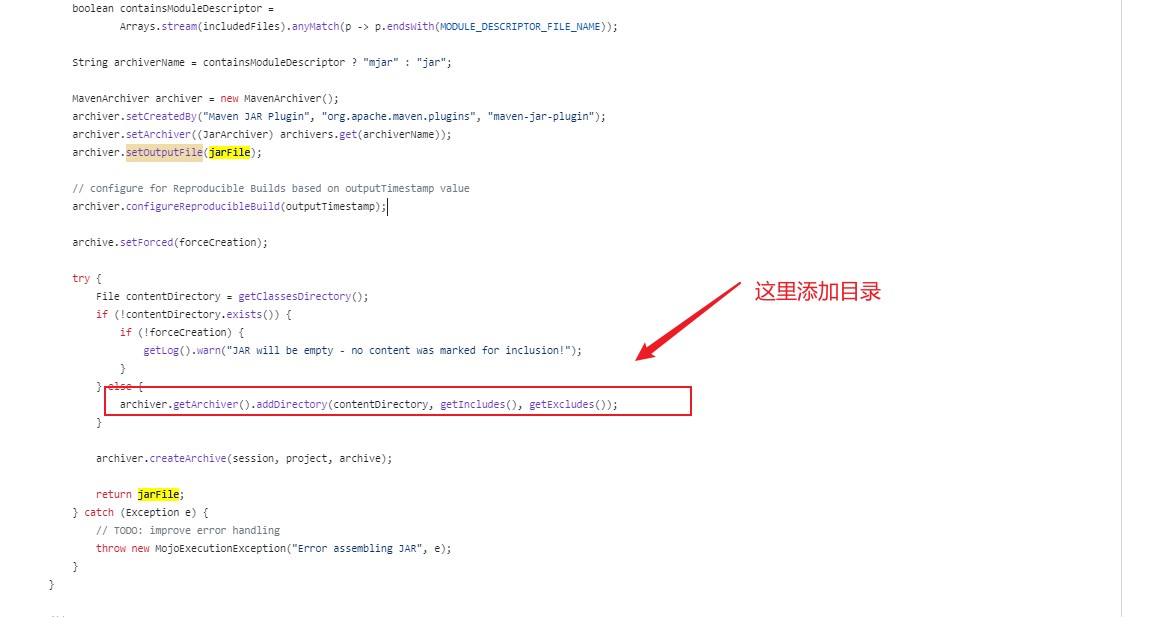 boolean containsModuleDescriptor =
Arrays.stream(includedFiles).anyMatch(p -> p.endsWith(MODULE_DESCRIPTOR_FILE_NAME));
String archiverName = containsModuleDescriptor ? "mjar" : "jar";
MavenArchiver archiver = new MavenArchiver();
archiver.setCreatedBy("Maven JAR Plugin", "org.apache.maven.plugins", "maven-jar-plugin");
archiver.setArchiver((JarArchiver) archivers.get(archiverName));
archiver.setOutputFile(jarFile);
// configure for Reproducible Builds based on outputTimestamp value
archiver.configureReproducibleBuild(outputTimestamp);
archive.setForced(forceCreation);
try {
File contentDirectory = getClassesDirectory();
这里添加目录
if (!contentDirectory.exists()) {
if (!forceCreation) {
getLog().warn("JAR will be empty - no content was marked for inclusion!");
}
} else {
archiver.getArchiver().addDirectory(contentDirectory, getIncludes(), getExcludes());
}
archiver.createArchive(session, project, archive);
return jarFile;
} catch (Exception e) {
// TODO: improve error handling
throw new MojoExecutionException("Error assembling JAR", e);
}
}